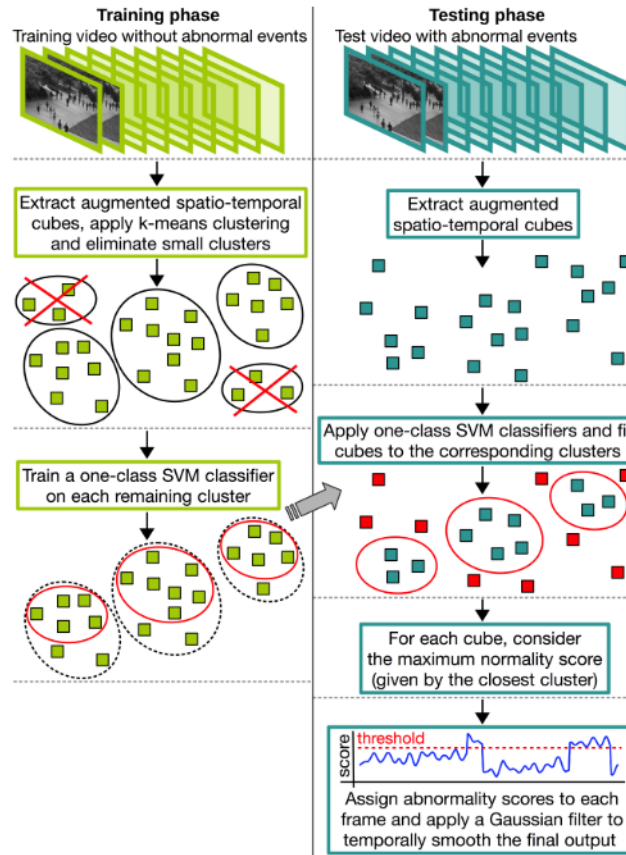 Training phase
Training video without abnormal events
Extract augmented spatio-temporal
cubes, apply k-means clustering
and eliminate small clusters
Train a one-class SVM classifier
on each remaining cluster
Testing phase
Test video with abnormal events
Extract augmented
spatio-temporal cubes
Apply one-class SVM classifiers and fi
cubes to the corresponding clusters
For each cube, consider
the maximum normality score
(given by the closest cluster)
score
threshold
Assign abnormality scores to each
frame and apply a Gaussian filter to
temporally smooth the final output